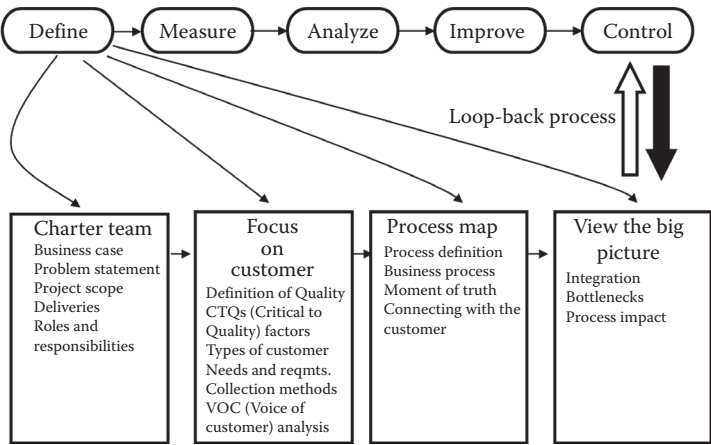 Define
Measure
Analyze
Improve
Control
Loop-back process
Charter team
Business case
Problem statement
Project scope
Deliveries
Roles and
responsibilities
Focus
on
customer
Definition of Quality
CTQs (Critical to
Quality) factors
Types of customer
Needs and reqmts.
Collection methods
VOC (Voice of
customer) analysis
Process map
Process definition
Business process
Moment of truth
Connecting with the
customer
View the big
picture
Integration
Bottlenecks
Process impact